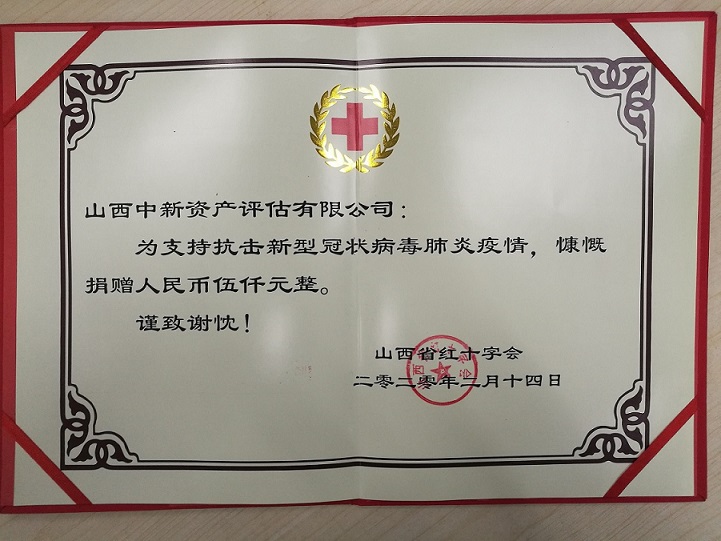 山西中新资产评估有限公司：
为支持抗击新型冠状病毒肺炎疫情，慷慨
捐赠人民币伍仟元整。
谨致谢忱！
山西省红十字会
二零二零年二月十四日